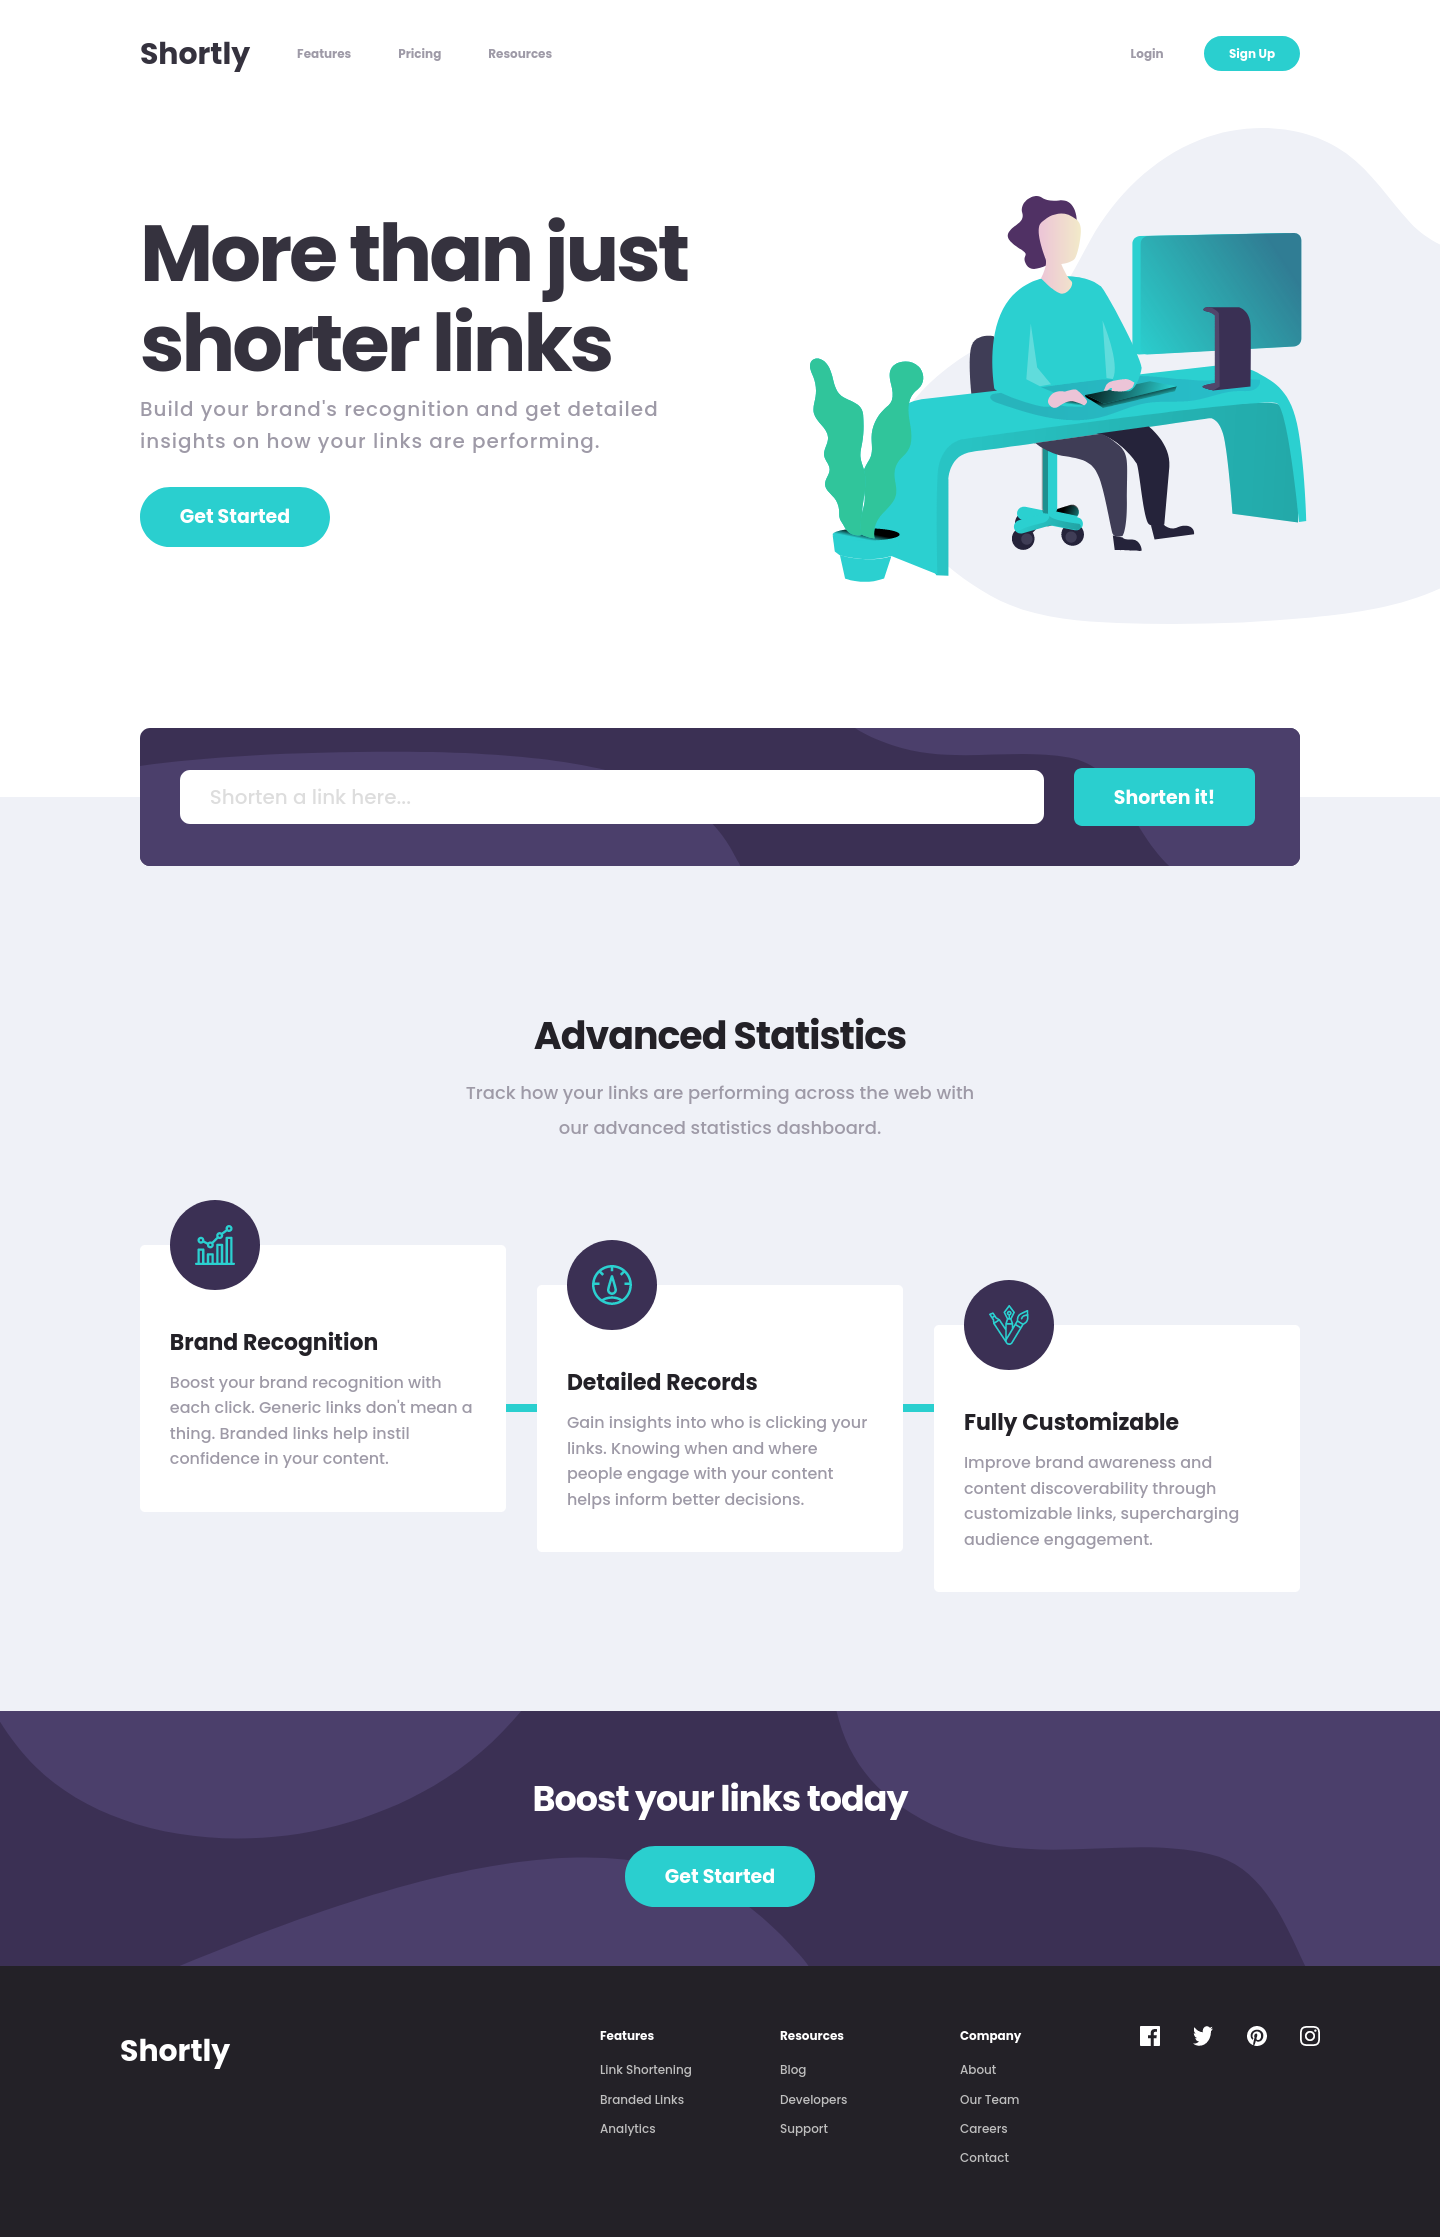 Shortly
Features
Pricing
Resources
Login
Sign Up
More than just
shorter links
Build your brand's recognition and get detailed
insights on how your links are performing.
Get Started
Shorten a link here...
Shorten it!
Advanced Statistics
Track how your links are performing across the web with
our advanced statistics dashboard.
Brand Recognition
Boost your brand recognition with
each click. Generic links don't mean a
thing. Branded links help instil
confidence in your content.
Detailed Records
Gain insights into who is clicking your
links. Knowing when and where
people engage with your content
helps inform better decisions.
Fully Customizable
Improve brand awareness and
content discoverability through
customizable links, supercharging
audience engagement.
Boost your links today
Get Started
Shortly
Features
Link Shortening
Branded Links
Analytics
Resources
Blog
Developers
Support
Company
About
Our Team
Careers
Contact